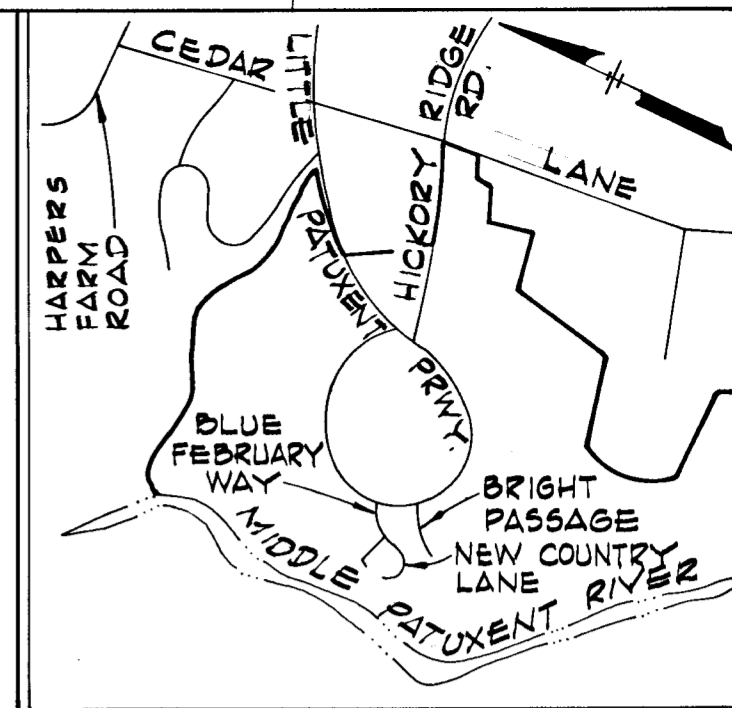 CEDAR
LANE
LITTLE
PATUXENT
PRWY.
HICKORY
RIDGE
RD.
HARPERS
FARM
ROAD
BLUE
FEBRUARY
WAY
BRIGHT
PASSAGE
NEW COUNTRY
LANE
MIDDLE PATUXENT RIVER